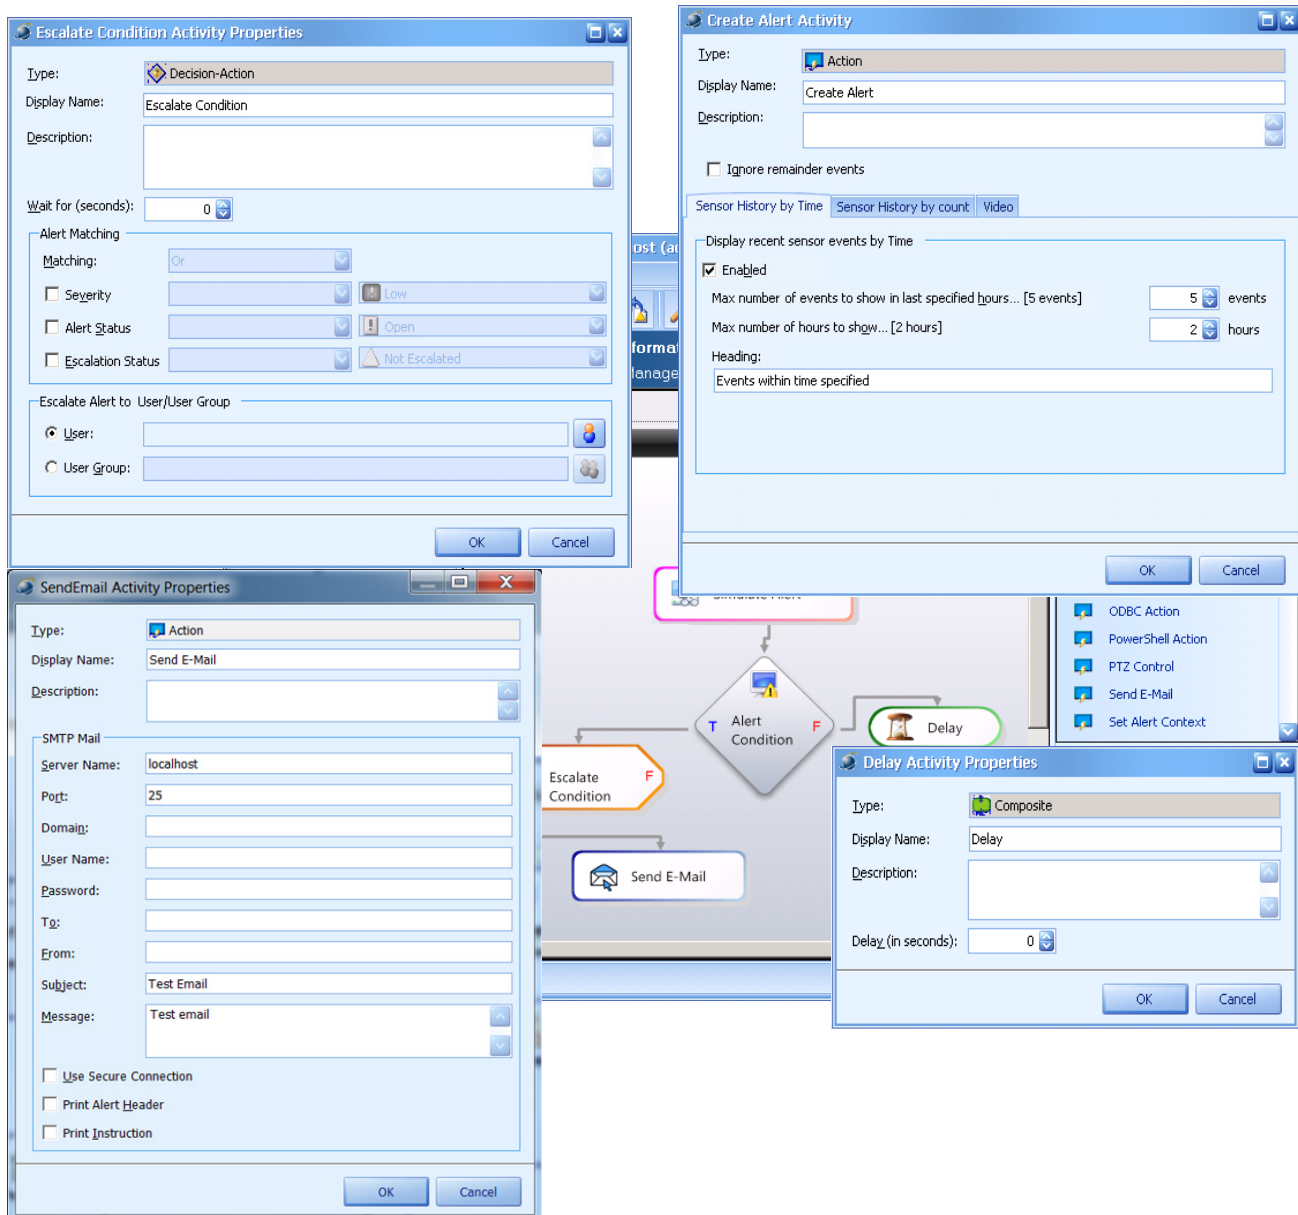 Escalate Condition Activity Properties
Type:
Decision-Action
Display Name:
Escalate Condition
Description:
Wait for (seconds):
0
Alert Matching
Matching:
Or
Severity
Low
Alert Status
Open
Escalation Status
Not Escalated
Escalate Alert to User/User Group
User:
User Group:
OK
Cancel
Create Alert Activity
Type:
Action
Display Name:
Create Alert
Description:
Ignore remainder events
Sensor History by Time
Sensor History by count
Video
Display recent sensor events by Time
Enabled
Max number of events to show in last specified hours... [5 events]
5
events
Max number of hours to show... [2 hours]
2
hours
Heading:
Events within time specified
OK
Cancel
SendEmail Activity Properties
Type:
Action
Display Name:
Send E-Mail
Description:
SMTP Mail
Server Name:
localhost
Port:
25
Domain:
User Name:
Password:
To:
From:
Subject:
Test Email
Message:
Test email
Use Secure Connection
Print Alert Header
Print Instruction
OK
Cancel
T
Alert
Condition
F
Delay
Escalate
Condition
F
Send E-Mail
ODBC Action
PowerShell Action
PTZ Control
Send E-Mail
Set Alert Context
Delay Activity Properties
Type:
Composite
Display Name:
Delay
Description:
Delay (in seconds):
0
OK
Cancel